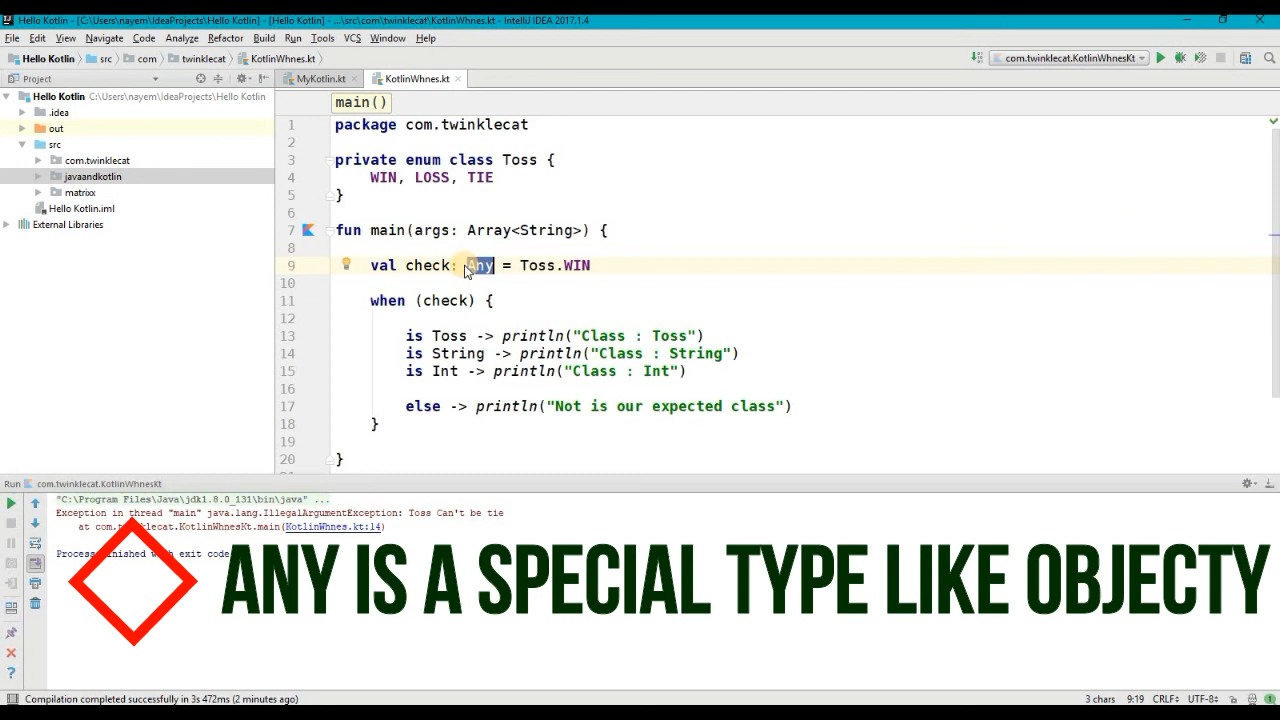 Hello Kotlin - [C:\Users\nayem\IdeaProjects\Hello Kotlin] - [Hello Kotlin] - ...\src\com\twinklecat\KotlinWhnes.kt - IntelliJ IDEA 2017.1.4
File Edit View Navigate Code Analyze Refactor Build Run Tools VCS Window Help
Hello Kotlin src com twinklecat KotlinWhnes.kt com.twinklecat.KotlinWhnesKt
Project MyKotlin.kt KotlinWhnes.kt
Hello Kotlin C:\Users\nayem\IdeaProjects\Hello Kotlin
.idea
out
src
com.twinklecat
javaandkotlin
matrixx
Hello Kotlin.iml
External Libraries
main()
1 package com.twinklecat
2
3 private enum class Toss {
4 WIN, LOSS, TIE
5 }
6
7 fun main(args: Array<String>) {
8
9 val check: Any = Toss.WIN
10
11 when (check) {
12
13 is Toss -> println("Class : Toss")
14 is String -> println("Class : String")
15 is Int -> println("Class : Int")
16
17 else -> println("Not is our expected class")
18 }
19
20 }
Run com.twinklecat.KotlinWhnesKt
"C:\Program Files\Java\jdk1.8.0_131\bin\java" ...
Exception in thread "main" java.lang.IllegalArgumentException: Toss Can't be tie
at com.twinklecat.KotlinWhnesKt.main(KotlinWhnes.kt:14)
Process finished with exit code
ANY IS A SPECIAL TYPE LIKE OBJECTY
Compilation completed successfully in 3s 472ms (2 minutes ago) 3 chars 9:19 CRLF UTF-8 1